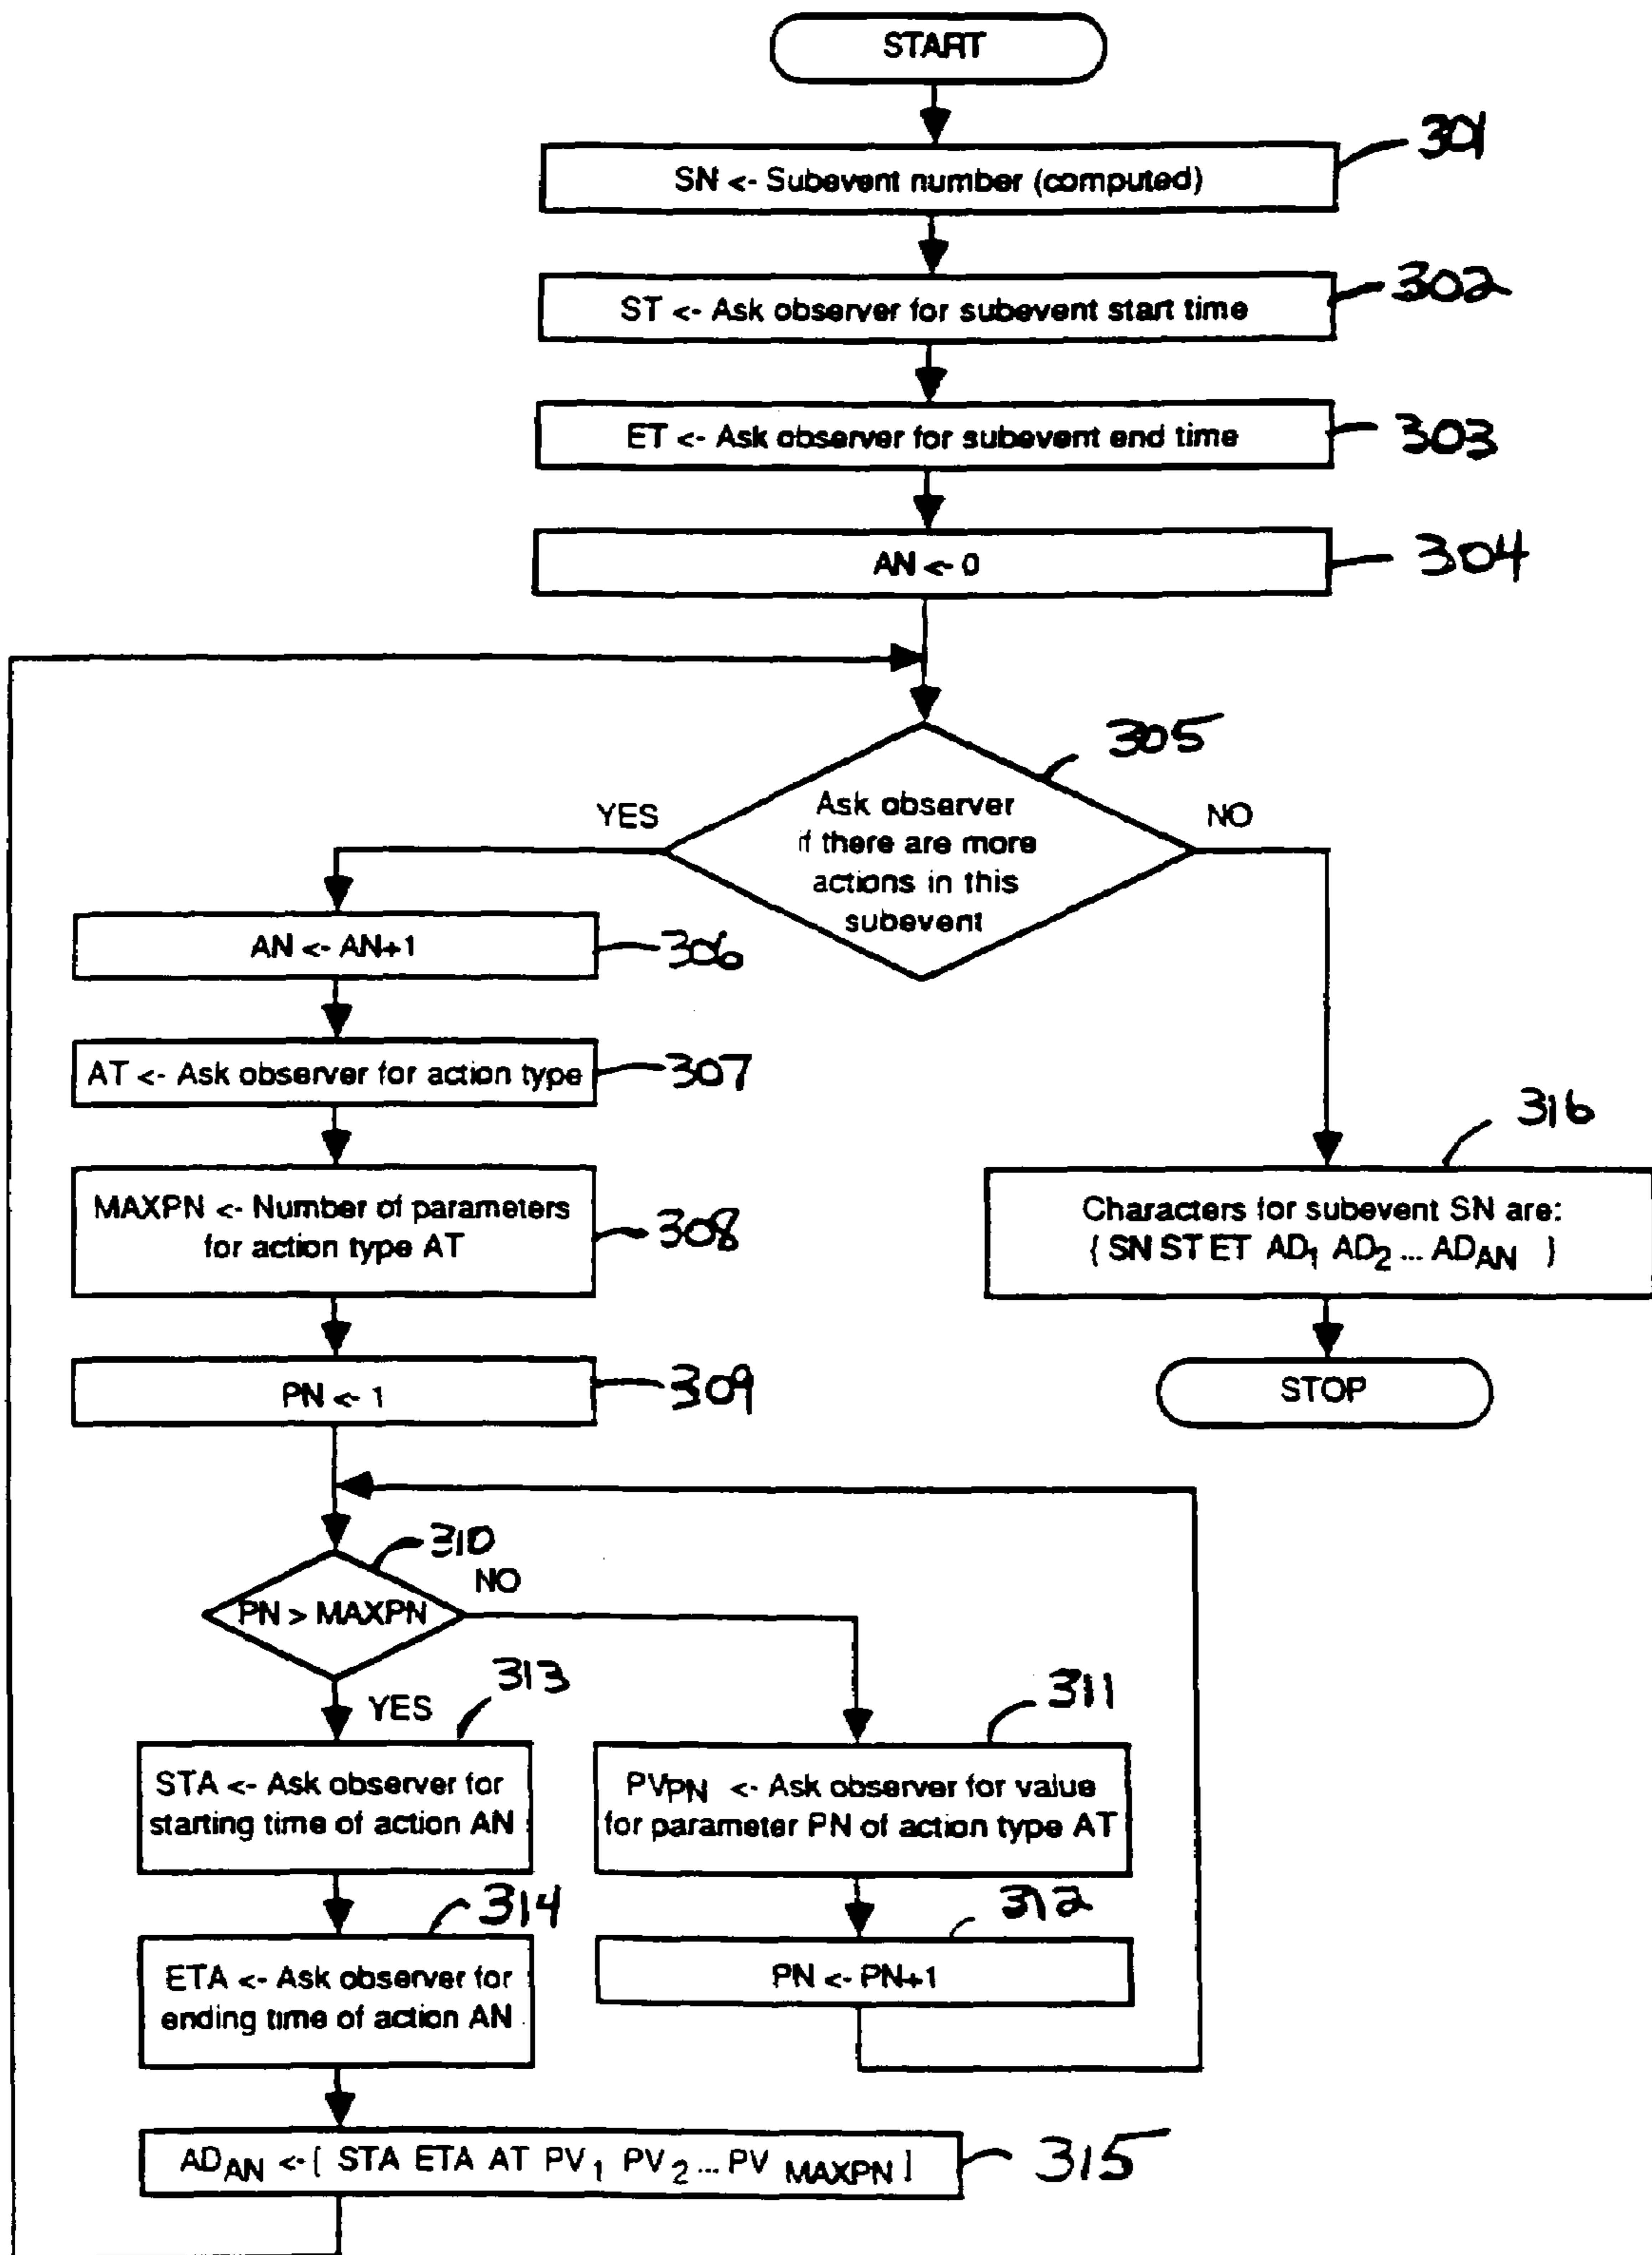 START
SN <- Subevent number (computed)
301
ST <- Ask observer for subevent start time
302
ET <- Ask observer for subevent end time
303
AN <- 0
304
305
YES
Ask observer
if there are more
actions in this
subevent
NO
AN <- AN+1
306
AT <- Ask observer for action type
307
MAXPN <- Number of parameters
for action type AT
308
316
Characters for subevent SN are:
( SN ST ET AD1 AD2 ... ADAN )
PN <- 1
309
STOP
310
PN > MAXPN
NO
YES
313
STA <- Ask observer for
starting time of action AN
311
PVPN <- Ask observer for value
for parameter PN of action type AT
314
ETA <- Ask observer for
ending time of action AN
312
PN <- PN+1
ADAN <- [ STA ETA AT PV1 PV2 ... PV MAXPN ]
315